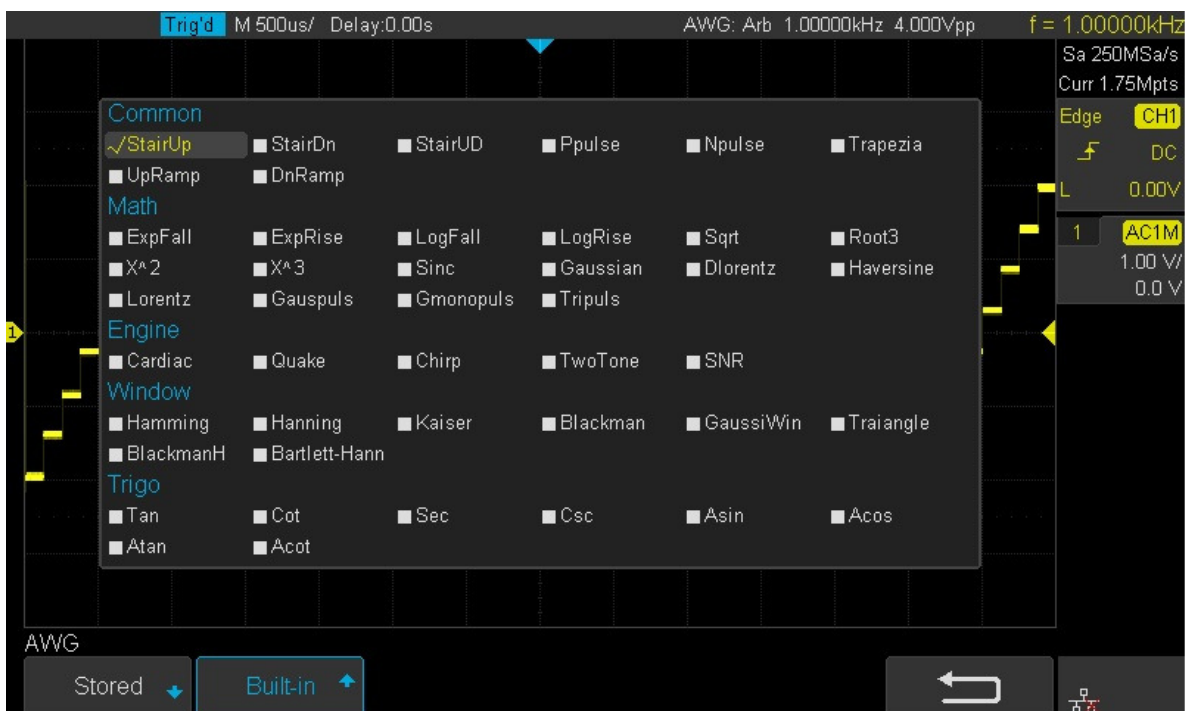 Trig'd M 500us/ Delay:0.00s AWG: Arb 1.00000kHz 4.000Vpp f = 1.00000kHz
Sa 250MSa/s
Curr 1.75Mpts
Edge CH1
DC
L 0.00V
1 AC1M
1.00 V/
0.0 V
1
Common
StairUp StairDn StairUD Ppulse Npulse Trapezia
UpRamp DnRamp
Math
ExpFall ExpRise LogFall LogRise Sqrt Root3
X^2 X^3 Sinc Gaussian Dlorentz Haversine
Lorentz Gauspuls Gmonopuls Tripuls
Engine
Cardiac Quake Chirp TwoTone SNR
Window
Hamming Hanning Kaiser Blackman GaussiWin Traiangle
BlackmanH Bartlett-Hann
Trigo
Tan Cot Sec Csc Asin Acos
Atan Acot
AWG
Stored Built-in